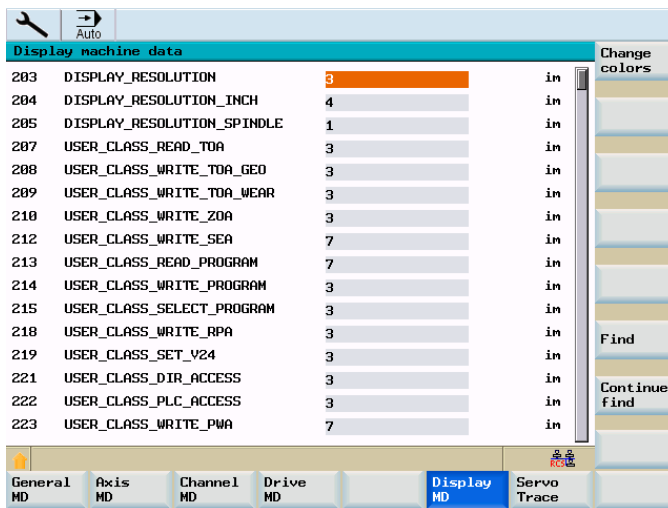 Auto
Display machine data
203 DISPLAY_RESOLUTION 3 im
204 DISPLAY_RESOLUTION_INCH 4 im
205 DISPLAY_RESOLUTION_SPINDLE 1 im
207 USER_CLASS_READ_TOA 3 im
208 USER_CLASS_WRITE_TOA_GEO 3 im
209 USER_CLASS_WRITE_TOA_WEAR 3 im
210 USER_CLASS_WRITE_ZOA 3 im
212 USER_CLASS_WRITE_SEA 7 im
213 USER_CLASS_READ_PROGRAM 7 im
214 USER_CLASS_WRITE_PROGRAM 3 im
215 USER_CLASS_SELECT_PROGRAM 3 im
218 USER_CLASS_WRITE_RPA 3 im
219 USER_CLASS_SET_V24 3 im
221 USER_CLASS_DIR_ACCESS 3 im
222 USER_CLASS_PLC_ACCESS 3 im
223 USER_CLASS_WRITE_PWA 7 im
Change
colors
Find
Continue
find
RCS
General
MD
Axis
MD
Channel
MD
Drive
MD
Display
MD
Servo
Trace